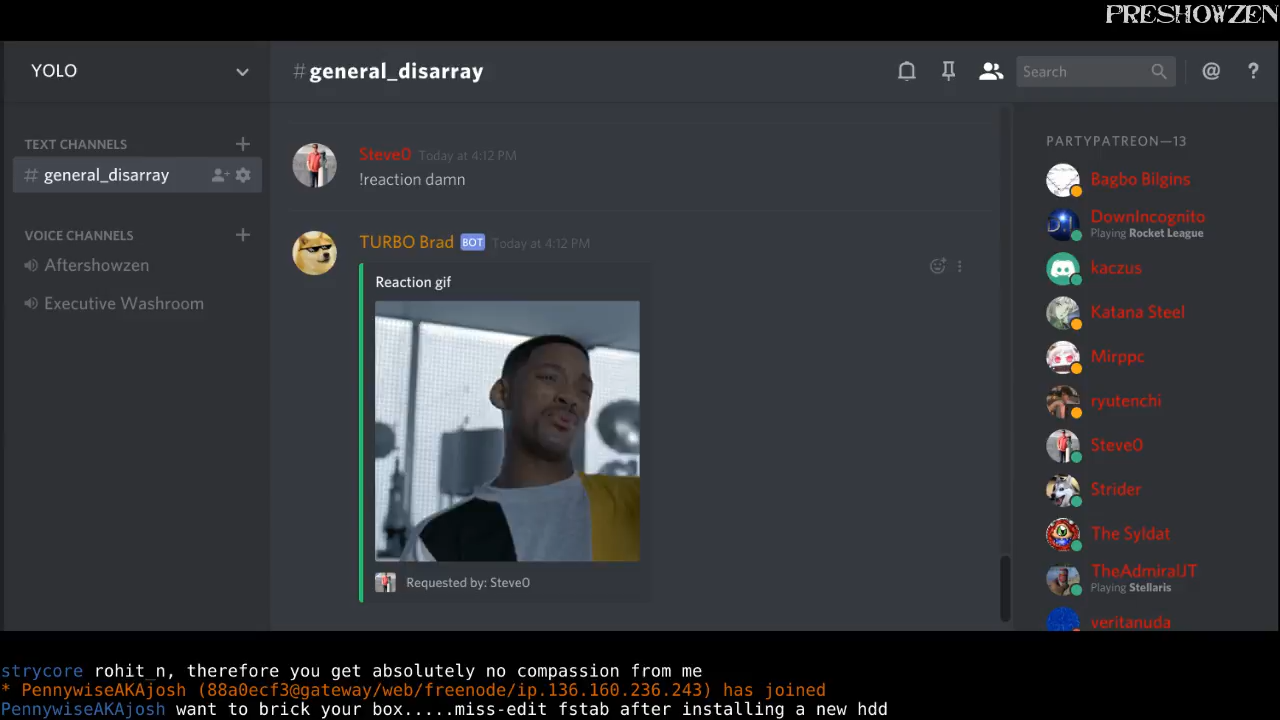 PRESHOWZEN
YOLO
#general_disarray
Search
@
?
TEXT CHANNELS
# general_disarray
VOICE CHANNELS
Aftershowzen
Executive Washroom
Steve0 Today at 4:12 PM
!reaction damn
TURBO Brad BOT Today at 4:12 PM
Reaction gif
Requested by: Steve0
PARTYPATREON—13
Bagbo Bilgins
DownIncognito
Playing Rocket League
kaczus
Katana Steel
Mirppc
ryutenchi
Steve0
Strider
The Syldat
TheAdmiralJT
Playing Stellaris
veritanuda
strycore rohit_n, therefore you get absolutely no compassion from me
* PennywiseAKAjosh (88a0ecf3@gateway/web/freenode/ip.136.160.236.243) has joined
PennywiseAKAjosh want to brick your box.....miss-edit fstab after installing a new hdd